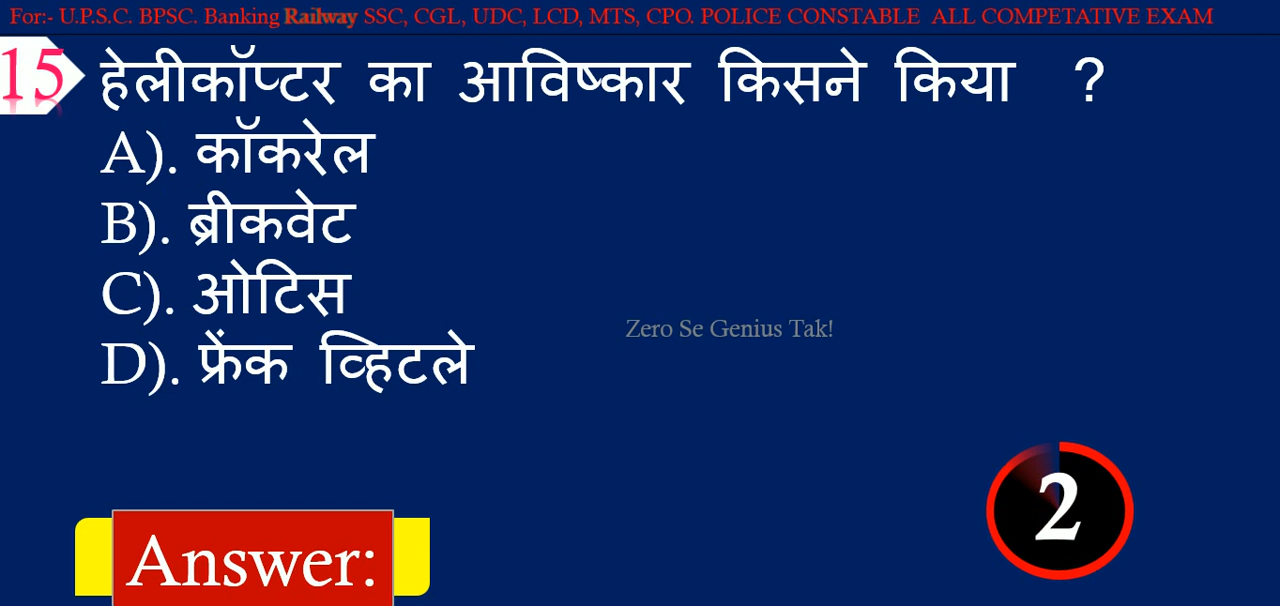 For:- U.P.S.C. BPSC. Banking Railway SSC, CGL, UDC, LCD, MTS, CPO. POLICE CONSTABLE ALL COMPETATIVE EXAM
15 हेलीकॉप्टर का आविष्कार किसने किया ?
A). कॉकरेल
B). ब्रीकवेट
C). ओटिस
D). फ्रेंक व्हिटले
Zero Se Genius Tak!
2
Answer: